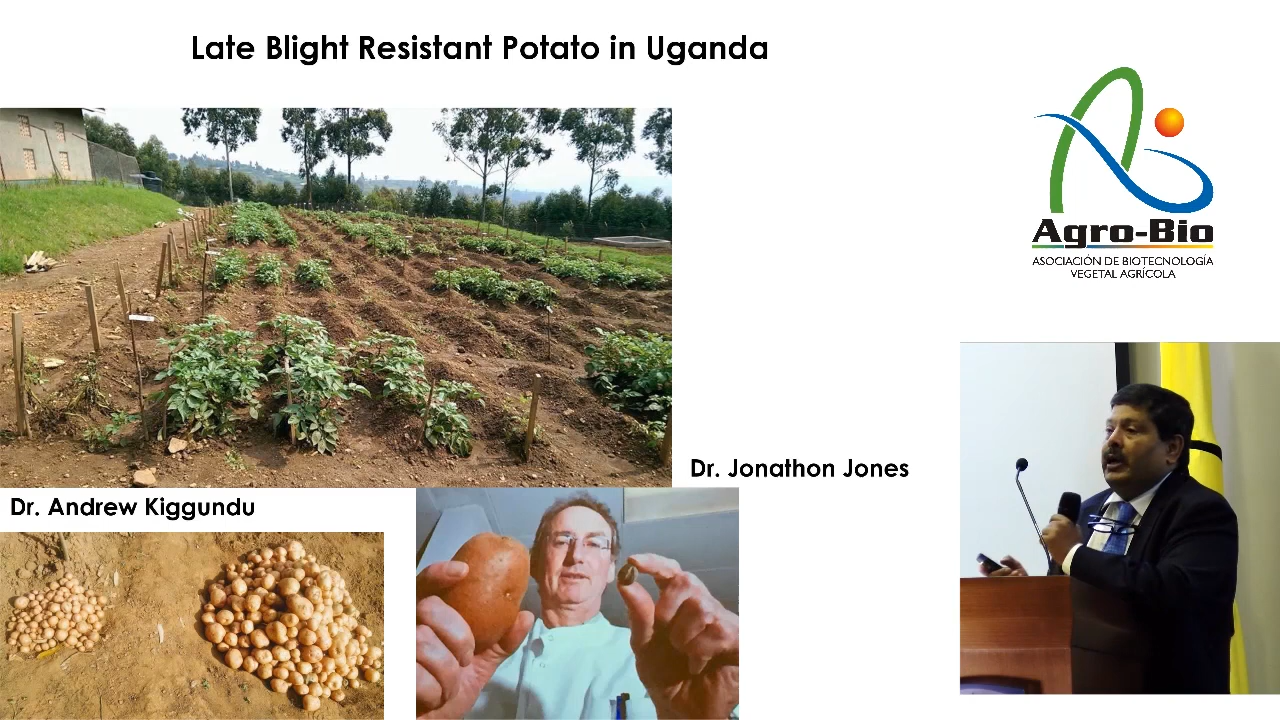 Late Blight Resistant Potato in Uganda
Agro-Bio
ASOCIACIÓN DE BIOTECNOLOGÍA
VEGETAL AGRÍCOLA
Dr. Jonathon Jones
Dr. Andrew Kiggundu